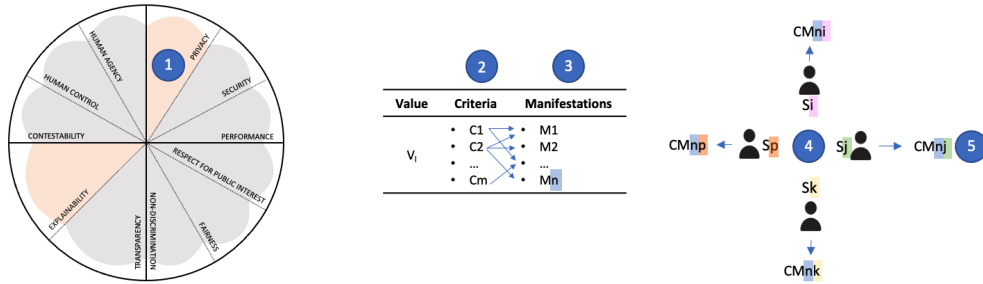 HUMAN AGENCY
PRIVACY
1
HUMAN CONTROL
SECURITY
CONTESTABILITY
PERFORMANCE
EXPLAINABILITY
RESPECT FOR PUBLIC INTEREST
TRANSPARENCY
NON-DISCRIMINATION
FAIRNESS
2
3
Value Criteria Manifestations
• C1 • M1
• C2 • M2
V₁
• ... • ...
• Cm • Mn
CMni
Si
CMnp Sp 4 Sj CMnj 5
Sk
CMnk